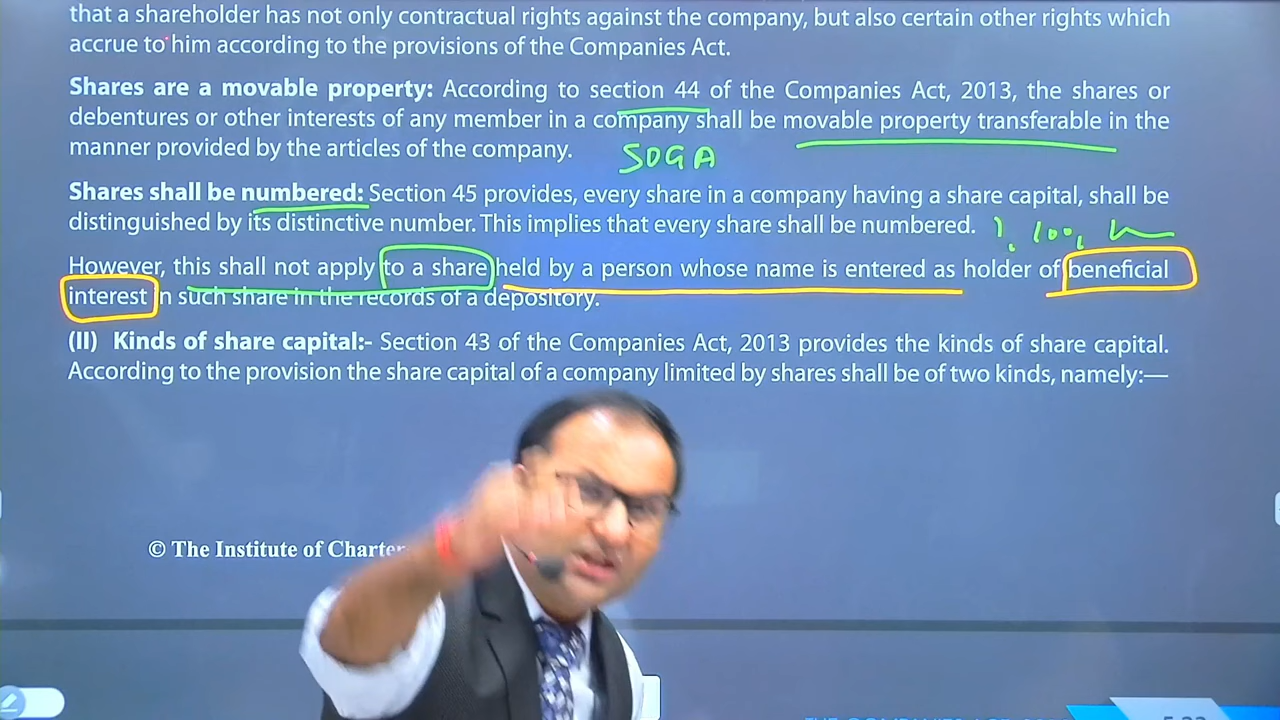 that a shareholder has not only contractual rights against the company, but also certain other rights which
accrue to him according to the provisions of the Companies Act.
Shares are a movable property: According to section 44 of the Companies Act, 2013, the shares or
debentures or other interests of any member in a company shall be movable property transferable in the
manner provided by the articles of the company.
SOGA
Shares shall be numbered: Section 45 provides, every share in a company having a share capital, shall be
distinguished by its distinctive number. This implies that every share shall be numbered.
However, this shall not apply to a share held by a person whose name is entered as holder of beneficial
interest in such share in the records of a depository.
(II) Kinds of share capital:- Section 43 of the Companies Act, 2013 provides the kinds of share capital.
According to the provision the share capital of a company limited by shares shall be of two kinds, namely:—
© The Institute of